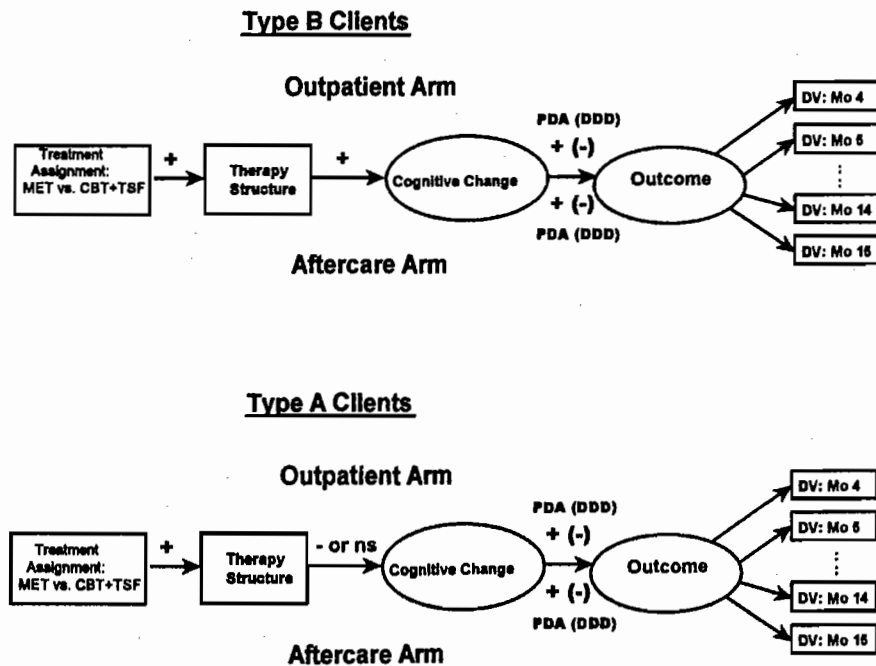 Type B Clients
Outpatient Arm
PDA (DDD)
+ (-)
Treatment
Assignment:
MET vs. CBT+TSF
+
Therapy
Structure
+
Cognitive Change
+ (-)
PDA (DDD)
Outcome
DV: Mo 4
DV: Mo 5
DV: Mo 14
DV: Mo 15
Aftercare Arm
Type A Clients
Outpatient Arm
PDA (DDD)
+ (-)
Treatment
Assignment:
MET vs. CBT+TSF
+
Therapy
Structure
- or ns
Cognitive Change
+ (-)
PDA (DDD)
Outcome
DV: Mo 4
DV: Mo 5
DV: Mo 14
DV: Mo 15
Aftercare Arm